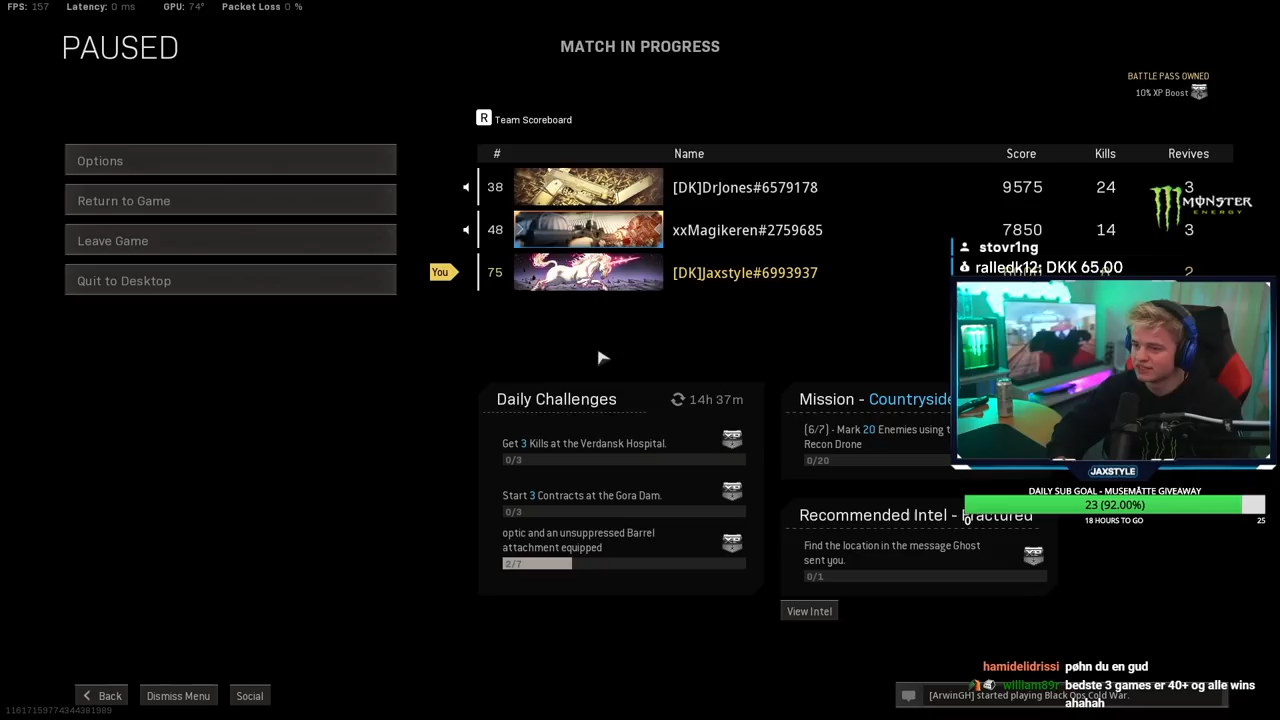 FPS: 157 Latency: 0 ms GPU: 74° Packet Loss 0 %
PAUSED
MATCH IN PROGRESS
BATTLE PASS OWNED
10% XP Boost
R Team Scoreboard
# Name Score Kills Revives
38 [DK]DrJones#6579178 9575 24 3
48 xxMagikeren#2759685 7850 14 3
You 75 [DK]Jaxstyle#6993937 2
Options
Return to Game
Leave Game
Quit to Desktop
MONSTER
ENERGY
stovr1ng
ralledk12: DKK 65.00
Daily Challenges 14h 37m
Get 3 Kills at the Verdansk Hospital.
0/3
Start 3 Contracts at the Gora Dam.
0/3
optic and an unsuppressed Barrel
attachment equipped
2/7
Mission - Countryside
(6/7) - Mark 20 Enemies using t
Recon Drone
0/20
JAXSTYLE
DAILY SUB GOAL - MUSEMÅTTE GIVEAWAY
23 (92.00%)
0 18 HOURS TO GO 25
Recommended Intel - Fractured
Find the location in the message Ghost
sent you.
0/1
View Intel
hamidelidrissi pøhn du en gud
william89r bedste 3 games er 40+ og alle wins
ahahah
[ArwinGH] started playing Black Ops Cold War.
Back Dismiss Menu Social
11617159774344381989